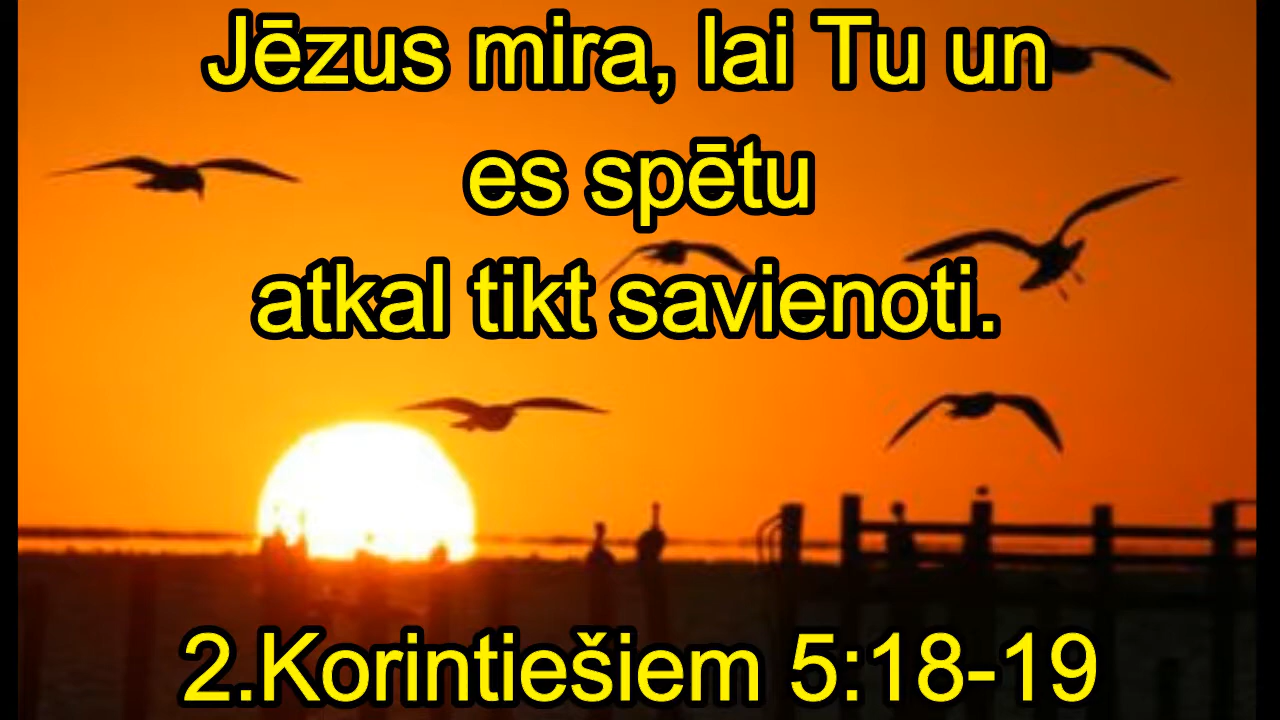 Jēzus mira, lai Tu un
es spētu
atkal tikt savienoti.
2.Korintiešiem 5:18-19